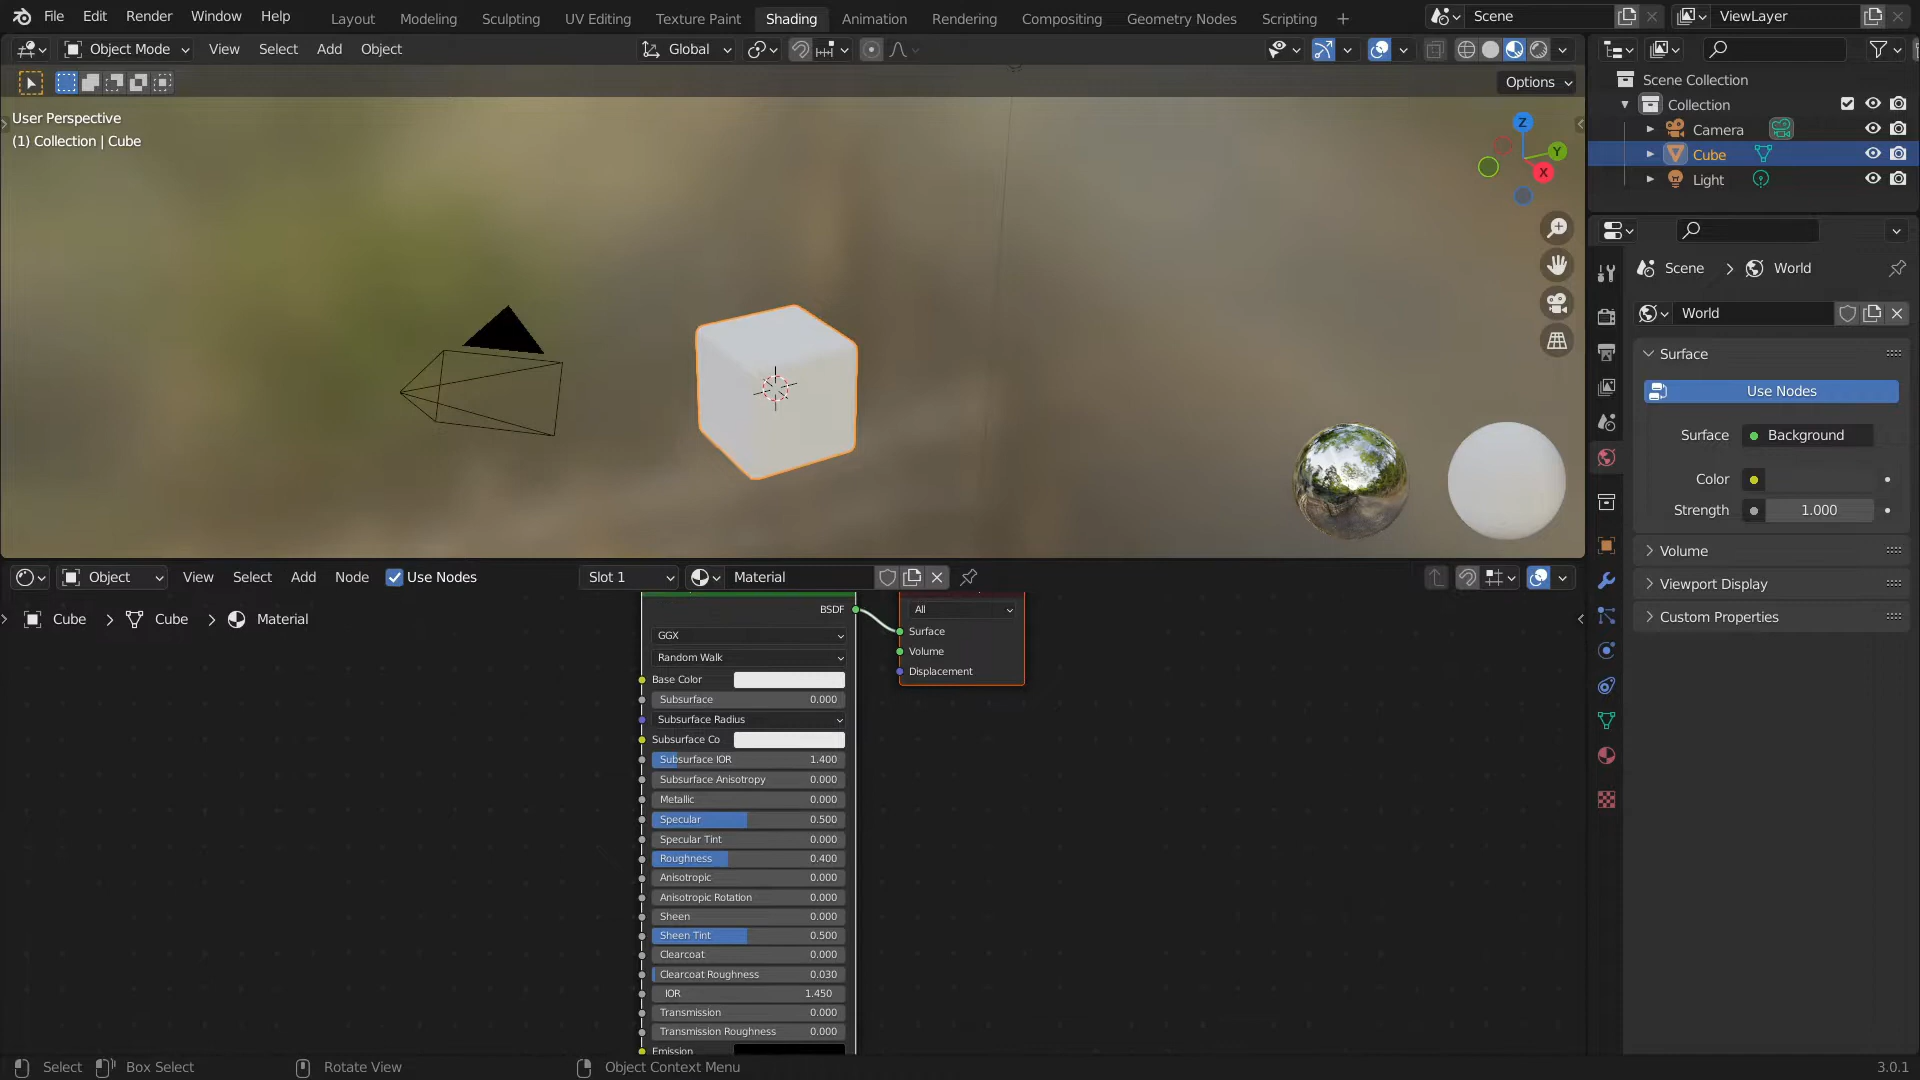 File Edit Render Window Help Layout Modeling Sculpting UV Editing Texture Paint Shading Animation Rendering Compositing Geometry Nodes Scripting + Scene ViewLayer
Object Mode View Select Add Object Global
Options
User Perspective
(1) Collection | Cube
Z
Y
X
Scene Collection
Collection
Camera
Cube
Light
Scene > World
World
Surface
Use Nodes
Surface Background
Color
Strength 1.000
Volume
Viewport Display
Custom Properties
Object View Select Add Node Use Nodes Slot 1 Material
Cube > Cube > Material
BSDF
GGX
Random Walk
Base Color
Subsurface 0.000
Subsurface Radius
Subsurface Co
Subsurface IOR 1.400
Subsurface Anisotropy 0.000
Metallic 0.000
Specular 0.500
Specular Tint 0.000
Roughness 0.400
Anisotropic 0.000
Anisotropic Rotation 0.000
Sheen 0.000
Sheen Tint 0.500
Clearcoat 0.000
Clearcoat Roughness 0.030
IOR 1.450
Transmission 0.000
Transmission Roughness 0.000
Emission
All
Surface
Volume
Displacement
Select Box Select Rotate View Object Context Menu 3.0.1